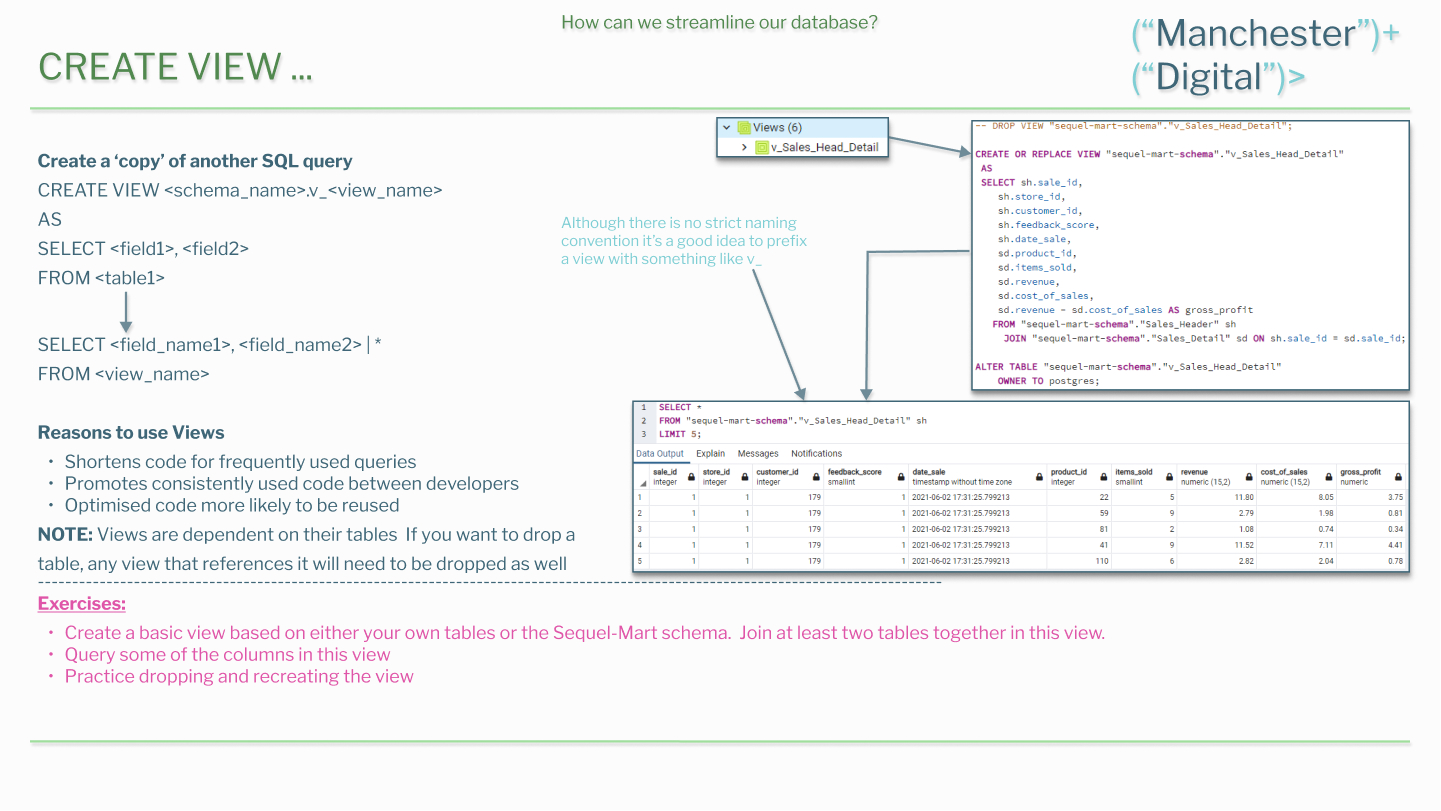 How can we streamline our database?
(“Manchester”)+
(“Digital”)>
CREATE VIEW ...
Create a ‘copy’ of another SQL query
CREATE VIEW <schema_name>.v_<view_name>
AS
SELECT <field1>, <field2>
FROM <table1>
SELECT <field_name1>, <field_name2> | *
FROM <view_name>
Reasons to use Views
• Shortens code for frequently used queries
• Promotes consistently used code between developers
• Optimised code more likely to be reused
NOTE: Views are dependent on their tables  If you want to drop a
table, any view that references it will need to be dropped as well
Views (6)
v_Sales_Head_Detail
Although there is no strict naming
convention it’s a good idea to prefix
a view with something like v_
-- DROP VIEW "sequel-mart-schema"."v_Sales_Head_Detail";
CREATE OR REPLACE VIEW "sequel-mart-schema"."v_Sales_Head_Detail"
AS
SELECT sh.sale_id,
sh.store_id,
sh.customer_id,
sh.feedback_score,
sh.date_sale,
sd.product_id,
sd.items_sold,
sd.revenue,
sd.cost_of_sales,
sd.revenue - sd.cost_of_sales AS gross_profit
FROM "sequel-mart-schema"."Sales_Header" sh
JOIN "sequel-mart-schema"."Sales_Detail" sd ON sh.sale_id = sd.sale_id;
ALTER TABLE "sequel-mart-schema"."v_Sales_Head_Detail"
OWNER TO postgres;
1 SELECT *
2 FROM "sequel-mart-schema"."v_Sales_Head_Detail" sh
3 LIMIT 5;
Data Output Explain Messages Notifications
sale_id store_id customer_id feedback_score date_sale product_id items_sold revenue cost_of_sales gross_profit
integer integer integer smallint timestamp without time zone integer smallint numeric (15,2) numeric (15,2) numeric
1 1 1 179 1 2021-06-02 17:31:25.799213 22 5 11.80 8.05 3.75
2 1 1 179 1 2021-06-02 17:31:25.799213 59 9 2.79 1.98 0.81
3 1 1 179 1 2021-06-02 17:31:25.799213 81 2 1.08 0.74 0.34
4 1 1 179 1 2021-06-02 17:31:25.799213 41 9 11.52 7.11 4.41
5 1 1 179 1 2021-06-02 17:31:25.799213 110 6 2.82 2.04 0.78
Exercises:
• Create a basic view based on either your own tables or the Sequel-Mart schema.  Join at least two tables together in this view.
• Query some of the columns in this view
• Practice dropping and recreating the view